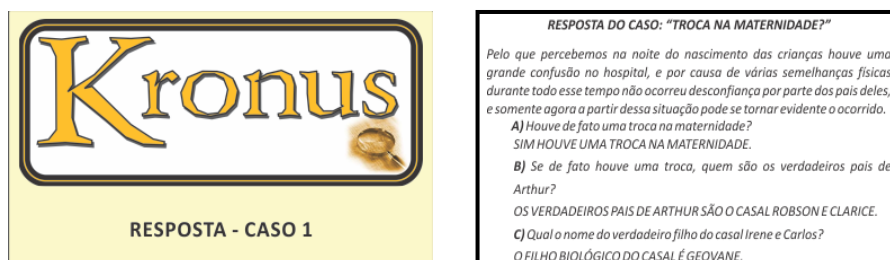 Kronus
RESPOSTA - CASO 1
RESPOSTA DO CASO: “TROCA NA MATERNIDADE?”
Pelo que percebemos na noite do nascimento das crianças houve uma
grande confusão no hospital, e por causa de várias semelhanças físicas
durante todo esse tempo não ocorreu desconfiança por parte dos pais deles,
e somente agora a partir dessa situação pode se tornar evidente o ocorrido.
A) Houve de fato uma troca na maternidade?
SIM HOUVE UMA TROCA NA MATERNIDADE.
B) Se de fato houve uma troca, quem são os verdadeiros pais de
Arthur?
OS VERDADEIROS PAIS DE ARTHUR SÃO O CASAL ROBSON E CLARICE.
C) Qual o nome do verdadeiro filho do casal Irene e Carlos?
O FILHO BIOLÓGICO DO CASAL É GEOVANE.